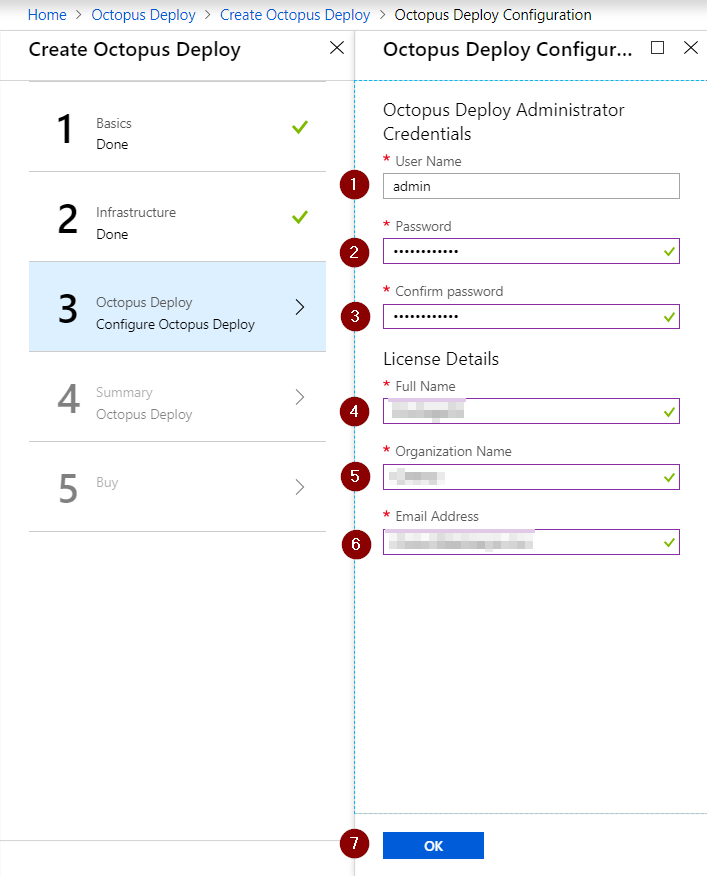 Home > Octopus Deploy > Create Octopus Deploy > Octopus Deploy Configuration
Create Octopus Deploy
1
Basics
Done
2
Infrastructure
Done
3
Octopus Deploy
Configure Octopus Deploy
4
Summary
Octopus Deploy
5
Buy
Octopus Deploy Configur...
Octopus Deploy Administrator
Credentials
* User Name
1
admin
* Password
2
••••••••••••
* Confirm password
3
••••••••••••
License Details
* Full Name
4
* Organization Name
5
* Email Address
6
7
OK